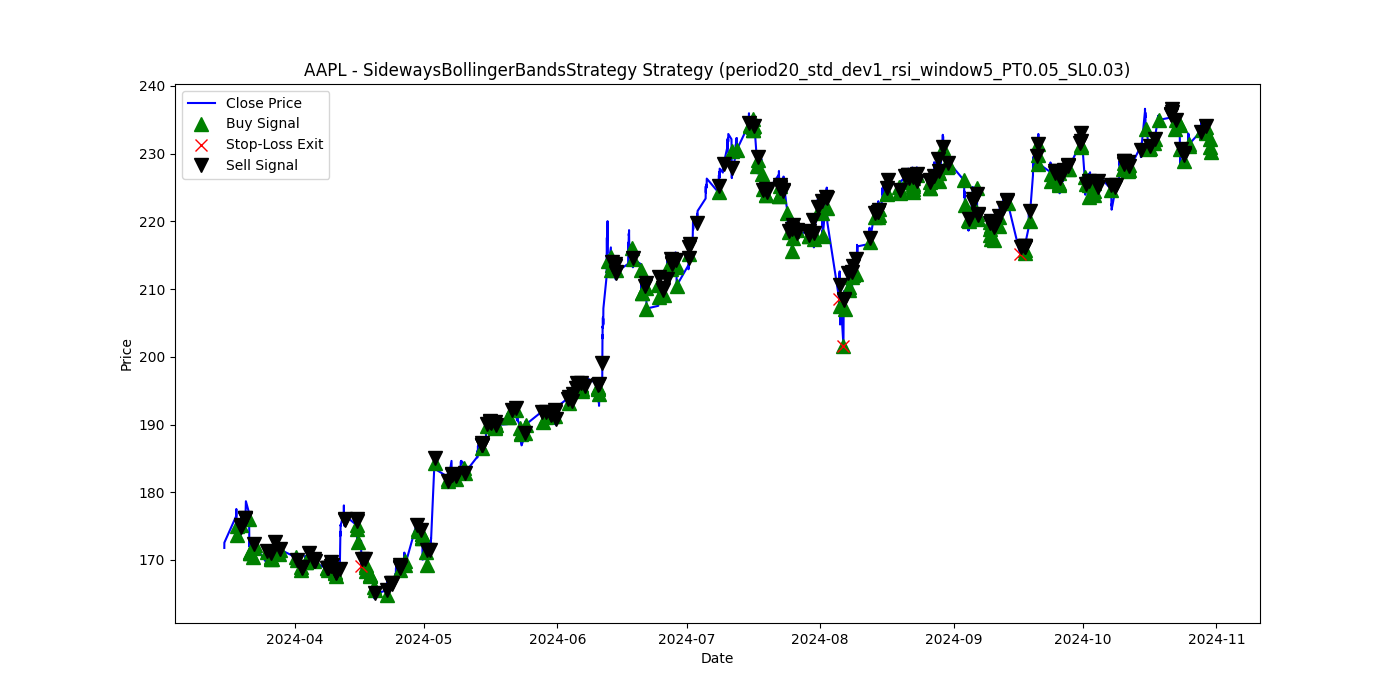 AAPL - SidewaysBollingerBandsStrategy Strategy (period20_std_dev1_rsi_window5_PT0.05_SL0.03)
Close Price
Buy Signal
Stop-Loss Exit
Sell Signal
240
230
220
210
200
190
180
170
Price
2024-04 2024-05 2024-06 2024-07 2024-08 2024-09 2024-10 2024-11
Date